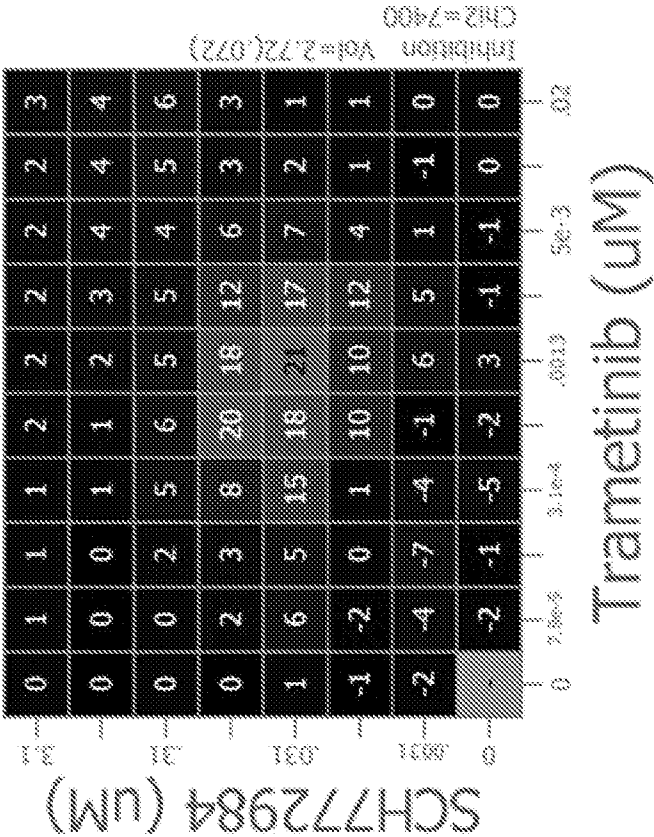 SCH772984 (uM)
3.1 0 1 1 1 2 2 2 2 2 3
0 0 0 1 1 2 3 4 4 4
.31 0 0 2 5 6 5 5 4 5 6
0 2 3 8 20 18 12 6 3 3
.031 1 6 5 15 18 21 17 7 2 1
-1 -2 0 1 10 10 12 4 1 1
.0031 -2 -4 -7 -4 -1 6 5 1 -1 0
0 - -2 -1 -5 -2 3 -1 -1 0 0
0 3.1e-4 .0013 5e-3 .02
Trametinib (uM)
Inhibition Vol=2.72(.072)
Chi2=7400